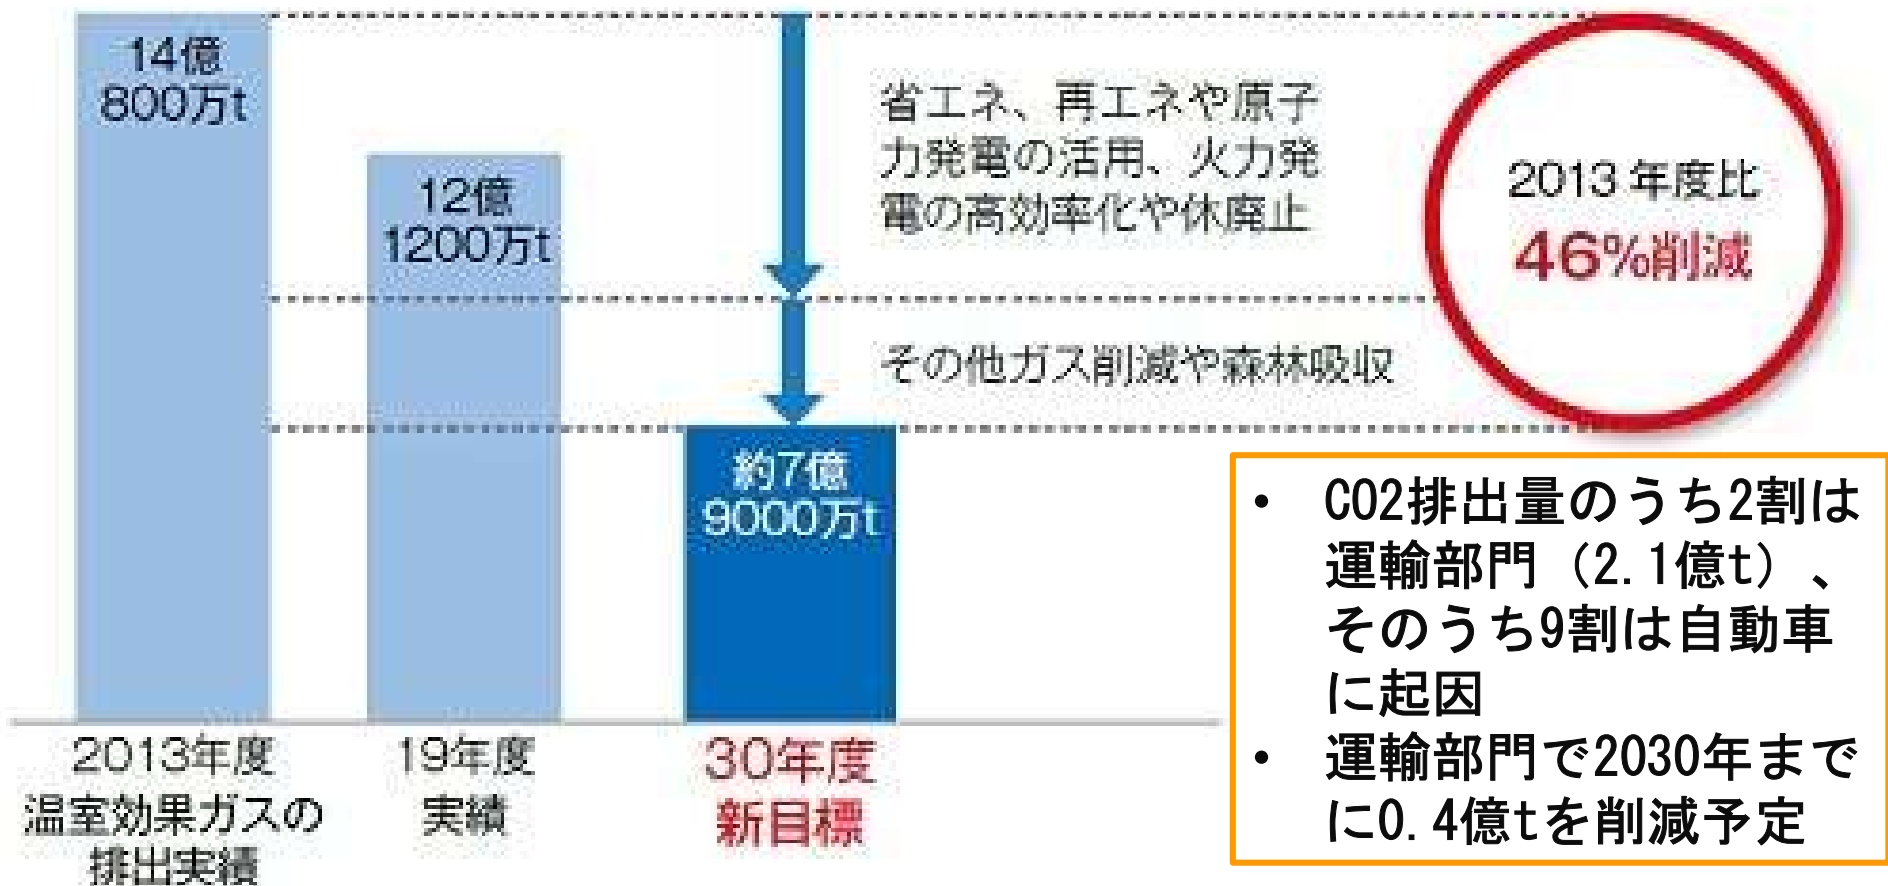 14億
800万t
12億
1200万t
約7億
9000万t
省エネ、再エネや原子
力発電の活用、火力発
電の高効率化や休廃止
その他ガス削減や森林吸収
2013年度比
46%削減
2013年度
温室効果ガスの
排出実績
19年度
実績
30年度
新目標
• CO2排出量のうち2割は
運輸部門（2.1億t）、
そのうち9割は自動車
に起因
• 運輸部門で2030年まで
に0.4億tを削減予定